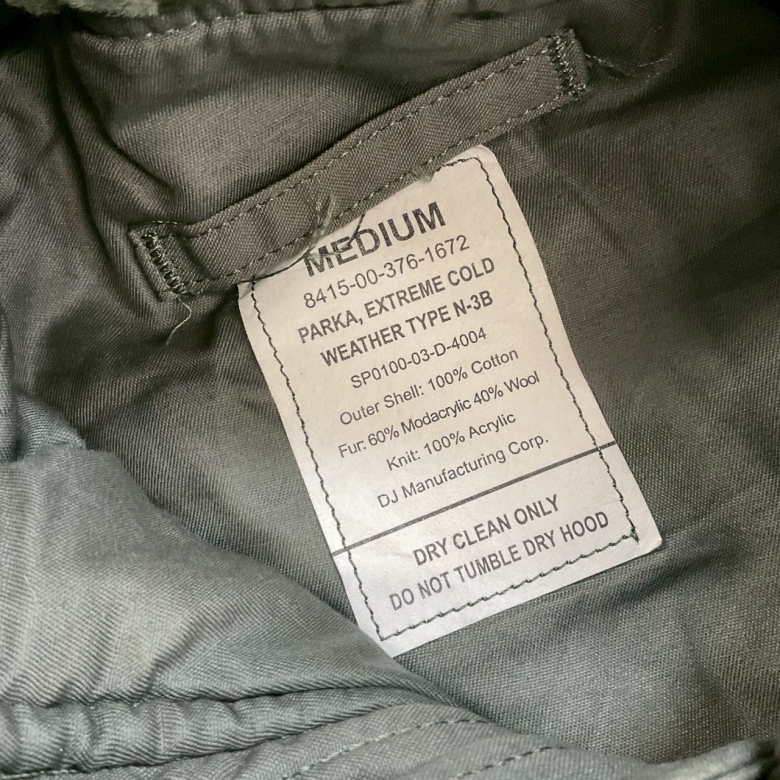 MEDIUM
8415-00-376-1672
PARKA, EXTREME COLD
WEATHER TYPE N-3B
SP0100-03-D-4004
Outer Shell: 100% Cotton
Fur: 60% Modacrylic 40% Wool
Knit: 100% Acrylic
DJ Manufacturing Corp.
DRY CLEAN ONLY
DO NOT TUMBLE DRY HOOD